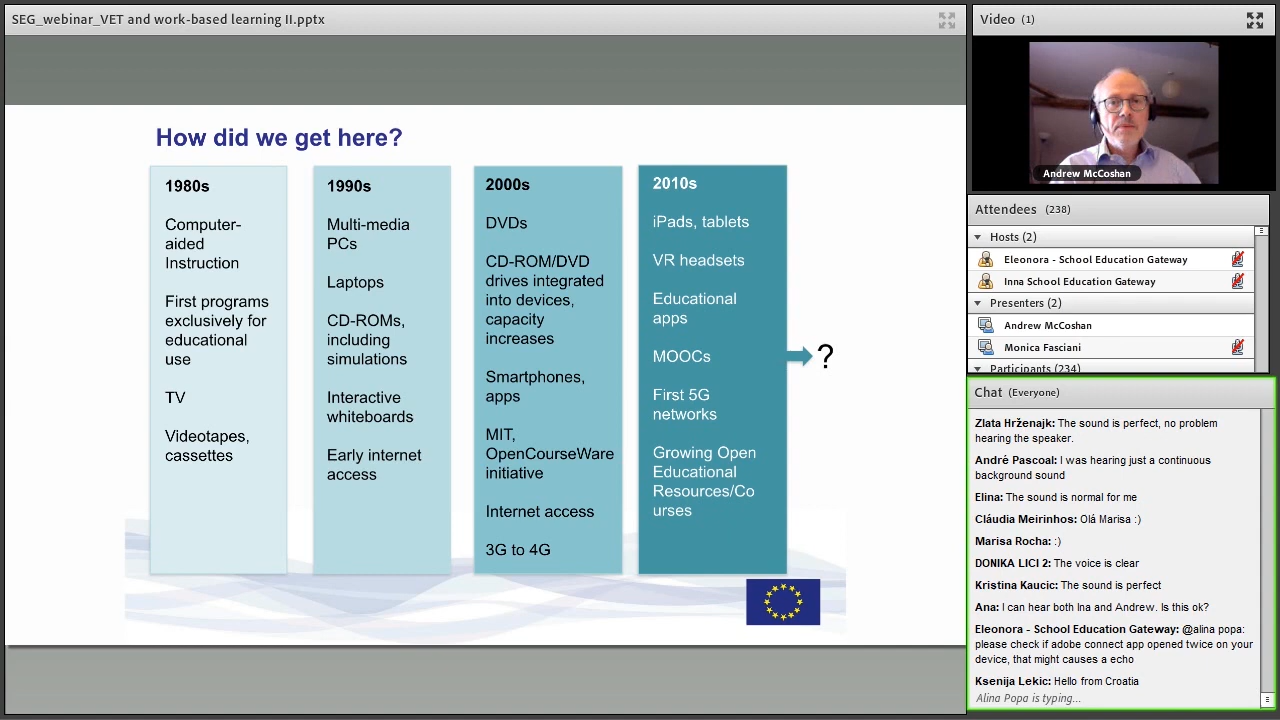 SEG_webinar_VET and work-based learning II.pptx
How did we get here?
1980s
Computer-
aided
Instruction
First programs
exclusively for
educational
use
TV
Videotapes,
cassettes
1990s
Multi-media
PCs
Laptops
CD-ROMs,
including
simulations
Interactive
whiteboards
Early internet
access
2000s
DVDs
CD-ROM/DVD
drives integrated
into devices,
capacity
increases
Smartphones,
apps
MIT,
OpenCourseWare
initiative
Internet access
3G to 4G
2010s
iPads, tablets
VR headsets
Educational
apps
MOOCs
First 5G
networks
Growing Open
Educational
Resources/Co
urses
?
Video (1)
Andrew McCoshan
Attendees (238)
Hosts (2)
Eleonora - School Education Gateway
Inna School Education Gateway
Presenters (2)
Andrew McCoshan
Monica Fasciani
Participants (234)
Chat (Everyone)
Zlata Hrženajk: The sound is perfect, no problem
hearing the speaker.
André Pascoal: I was hearing just a continuous
background sound
Elina: The sound is normal for me
Cláudia Meirinhos: Olá Marisa :)
Marisa Rocha: :)
DONIKA LICI 2: The voice is clear
Kristina Kaucic: The sound is perfect
Ana: I can hear both Ina and Andrew. Is this ok?
Eleonora - School Education Gateway: @alina popa:
please check if adobe connect app opened twice on your
device, that might causes a echo
Ksenija Lekic: Hello from Croatia
Alina Popa is typing...